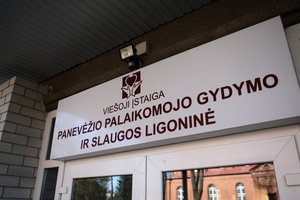 VIEŠOJI ĮSTAIGA
PANEVĖŽIO PALAIKOMOJO GYDYMO
IR SLAUGOS LIGONINĖ